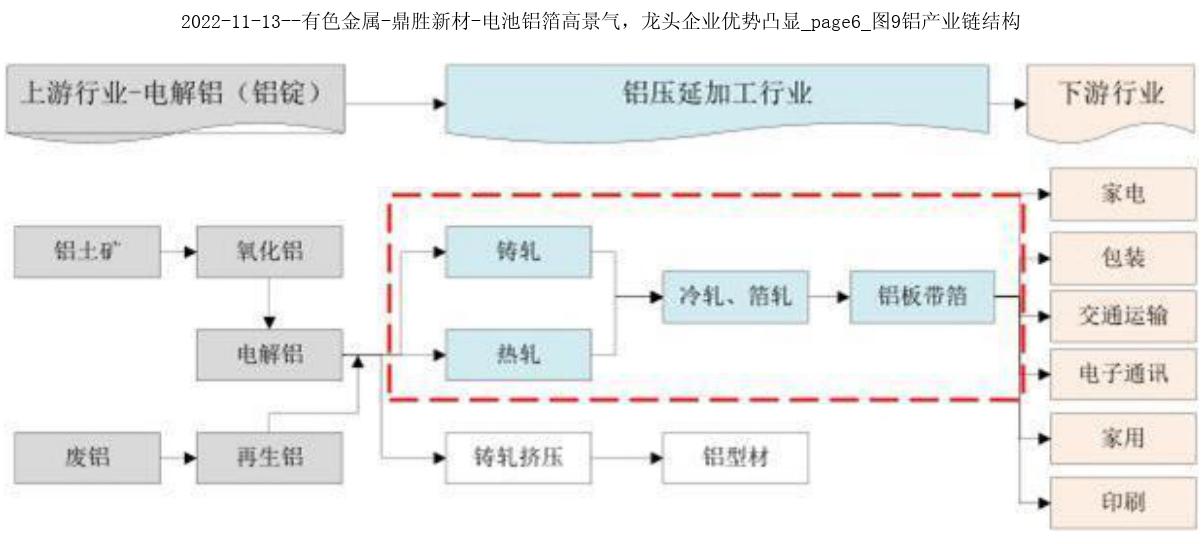 2022-11-13--有色金属-鼎胜新材-电池铝箔高景气，龙头企业优势凸显_page6_图9铝产业链结构
上游行业-电解铝（铝锭）
铝压延加工行业
下游行业
家电
铝土矿
氧化铝
铸轧
包装
冷轧、箔轧
铝板带箔
交通运输
电解铝
热轧
电子通讯
废铝
再生铝
铸轧挤压
铝型材
家用
印刷